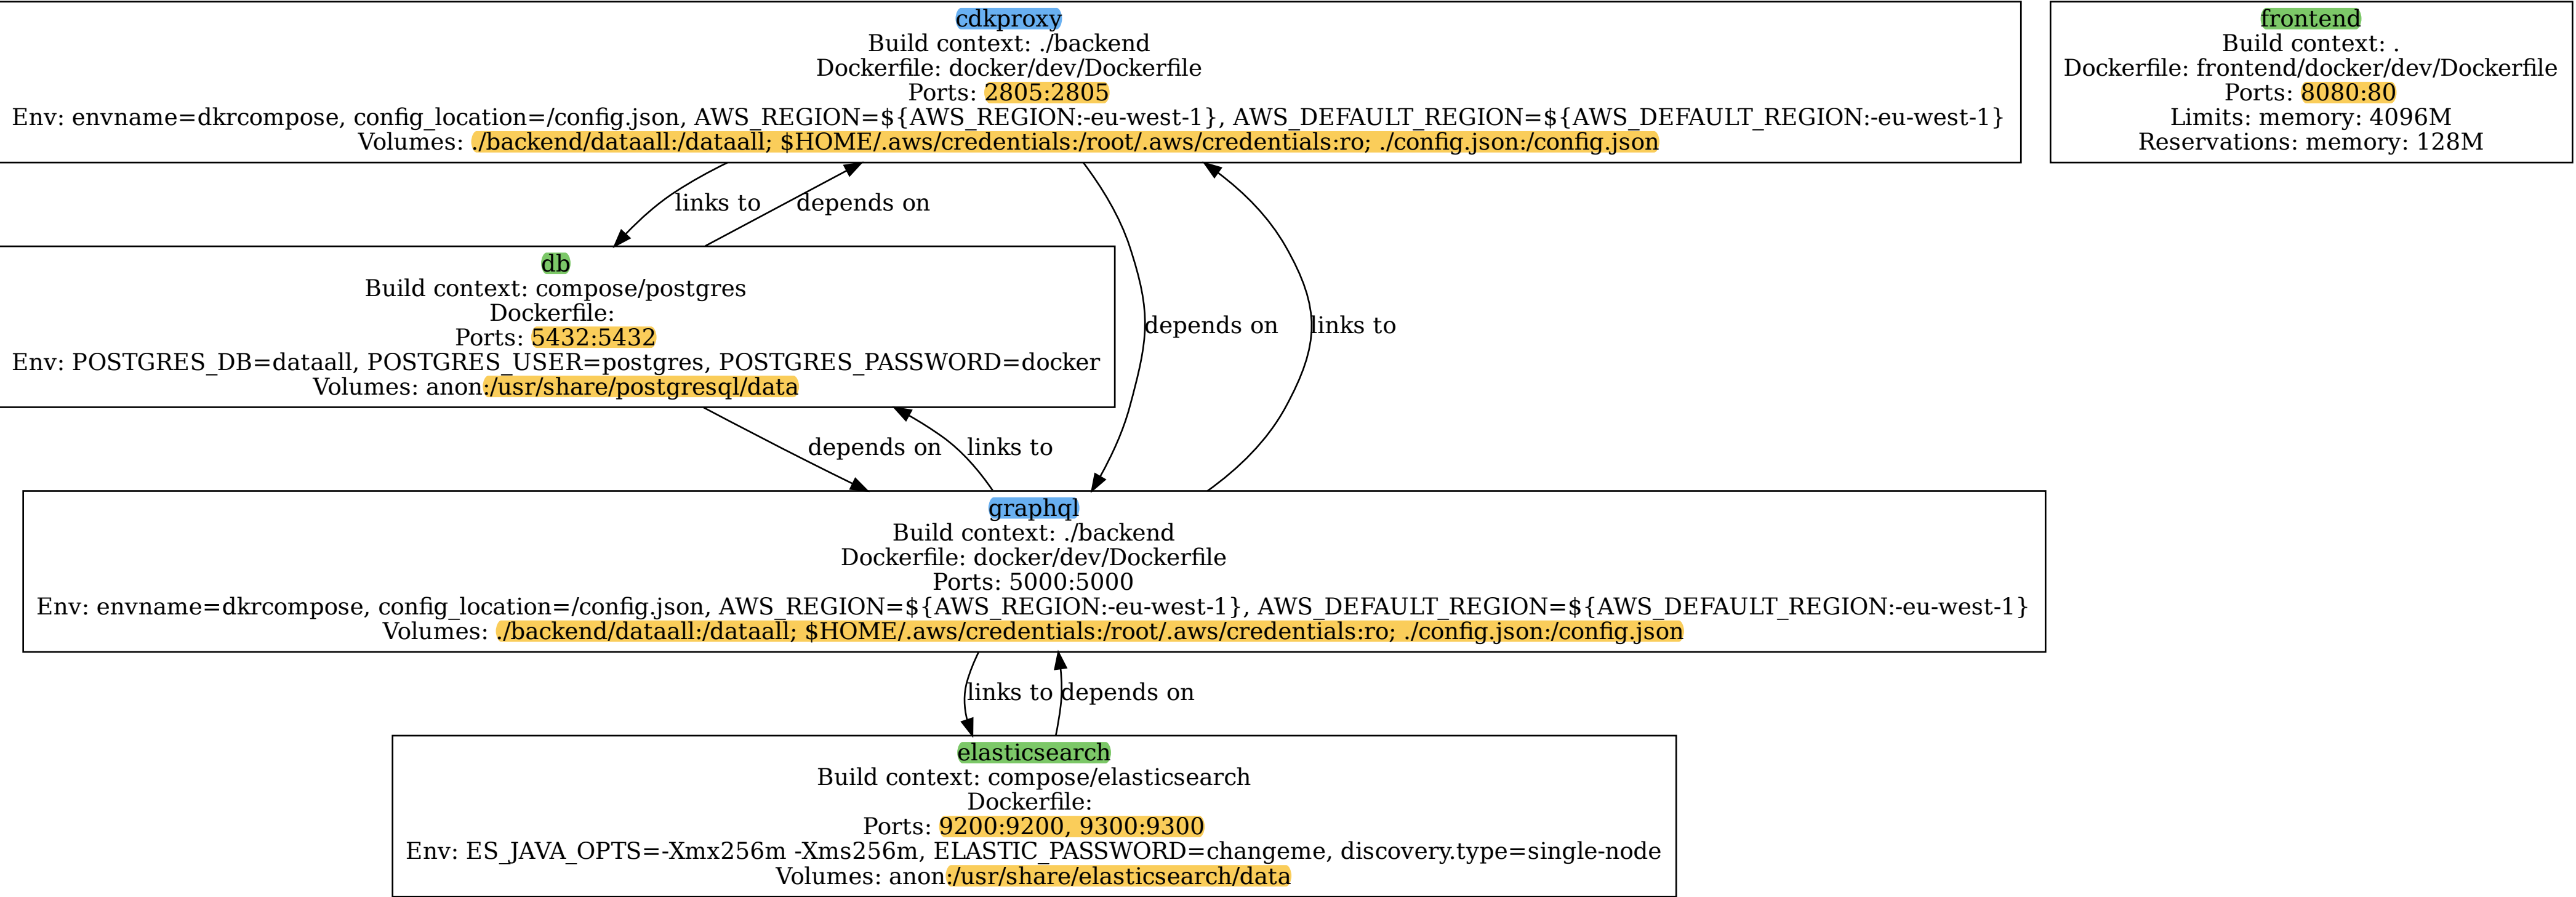 cdkproxy
Build context: ./backend
Dockerfile: docker/dev/Dockerfile
Ports: 2805:2805
Env: envname=dkrcompose, config_location=/config.json, AWS_REGION=${AWS_REGION:-eu-west-1}, AWS_DEFAULT_REGION=${AWS_DEFAULT_REGION:-eu-west-1}
Volumes: ./backend/dataall:/dataall; $HOME/.aws/credentials:/root/.aws/credentials:ro; ./config.json:/config.json
frontend
Build context: .
Dockerfile: frontend/docker/dev/Dockerfile
Ports: 8080:80
Limits: memory: 4096M
Reservations: memory: 128M
links to
depends on
db
Build context: compose/postgres
Dockerfile:
Ports: 5432:5432
Env: POSTGRES_DB=dataall, POSTGRES_USER=postgres, POSTGRES_PASSWORD=docker
Volumes: anon:/usr/share/postgresql/data
depends on
links to
depends on
links to
graphql
Build context: ./backend
Dockerfile: docker/dev/Dockerfile
Ports: 5000:5000
Env: envname=dkrcompose, config_location=/config.json, AWS_REGION=${AWS_REGION:-eu-west-1}, AWS_DEFAULT_REGION=${AWS_DEFAULT_REGION:-eu-west-1}
Volumes: ./backend/dataall:/dataall; $HOME/.aws/credentials:/root/.aws/credentials:ro; ./config.json:/config.json
links to
depends on
elasticsearch
Build context: compose/elasticsearch
Dockerfile:
Ports: 9200:9200, 9300:9300
Env: ES_JAVA_OPTS=-Xmx256m -Xms256m, ELASTIC_PASSWORD=changeme, discovery.type=single-node
Volumes: anon:/usr/share/elasticsearch/data